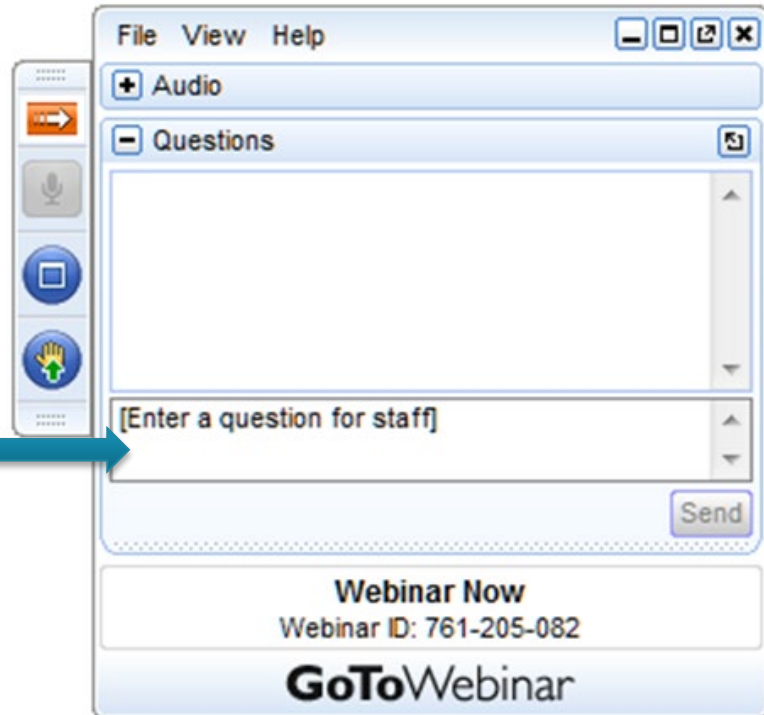 File View Help
Audio
Questions
[Enter a question for staff]
Send
Webinar Now
Webinar ID: 761-205-082
GoToWebinar